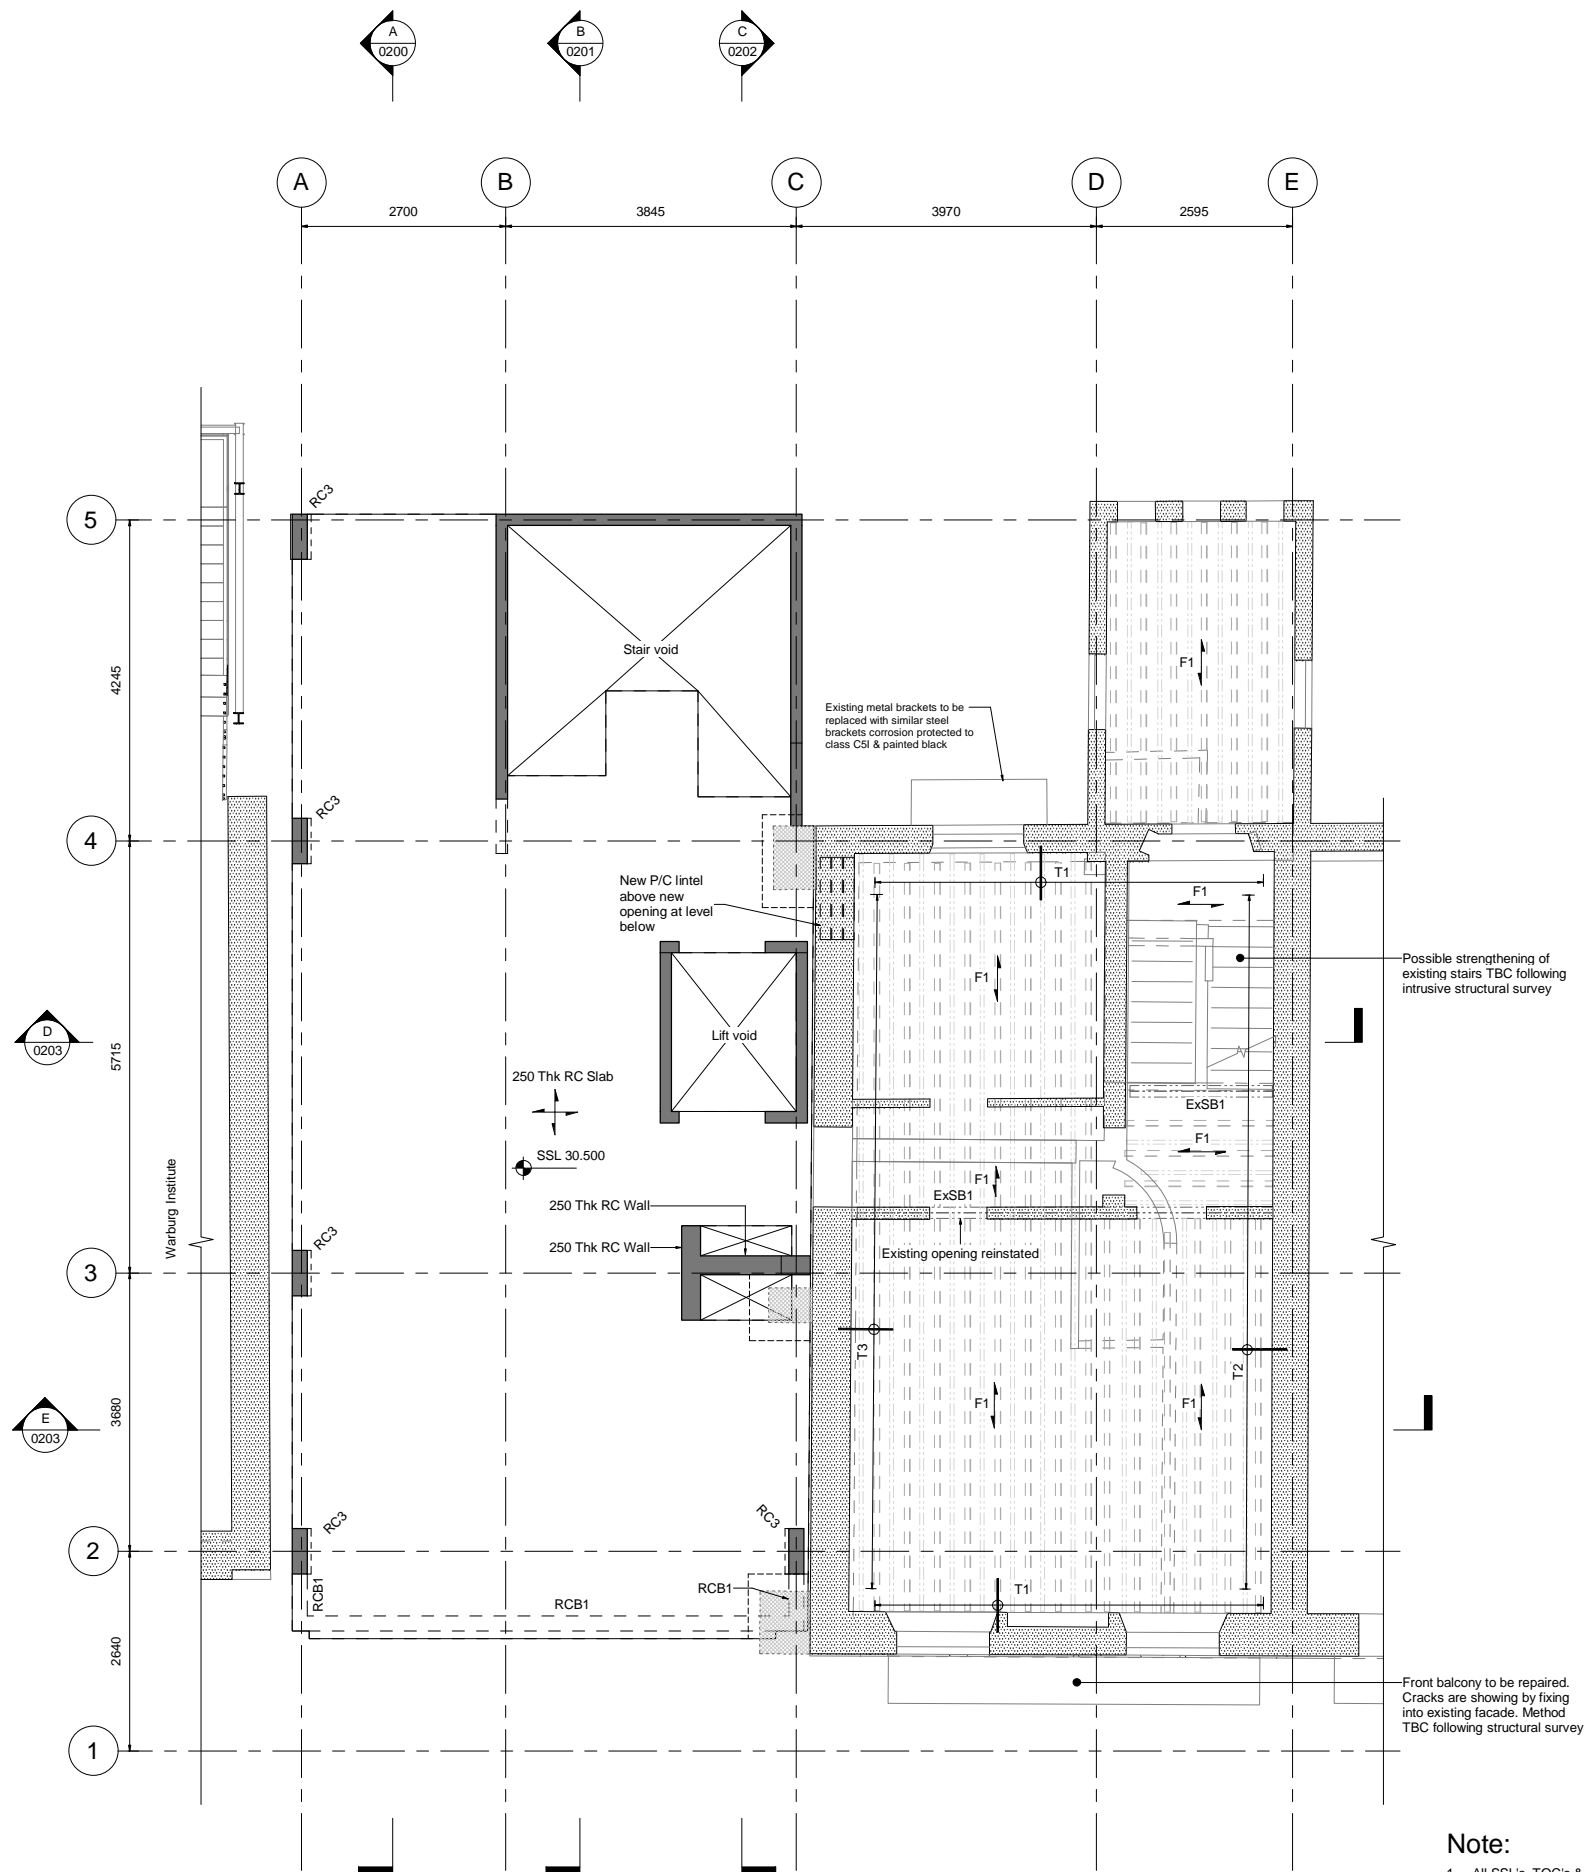 A
0200
B
0201
C
0202
A
B
C
D
E
2700
3845
3970
2595
RC3
5
Stair void
F1
4245
Existing metal brackets to be
replaced with similar steel
brackets corrosion protected to
class C5I & painted black
RC3
4
New P/C lintel
above new
opening at level
below
T1
F1
F1
Possible strengthening of
existing stairs TBC following
intrusive structural survey
D
0203
5715
Lift void
250 Thk RC Slab
ExSB1
F1
SSL 30.500
Warburg Institute
F1
ExSB1
250 Thk RC Wall
250 Thk RC Wall
Existing opening reinstated
RC3
3
T3
T2
E
0203
3680
F1
F1
RC3
RC3
2
RCB1
RCB1
RCB1
T1
2640
Front balcony to be repaired.
Cracks are showing by fixing
into existing facade. Method
TBC following structural survey
1
Note:
1. All SSL's, TOC's &